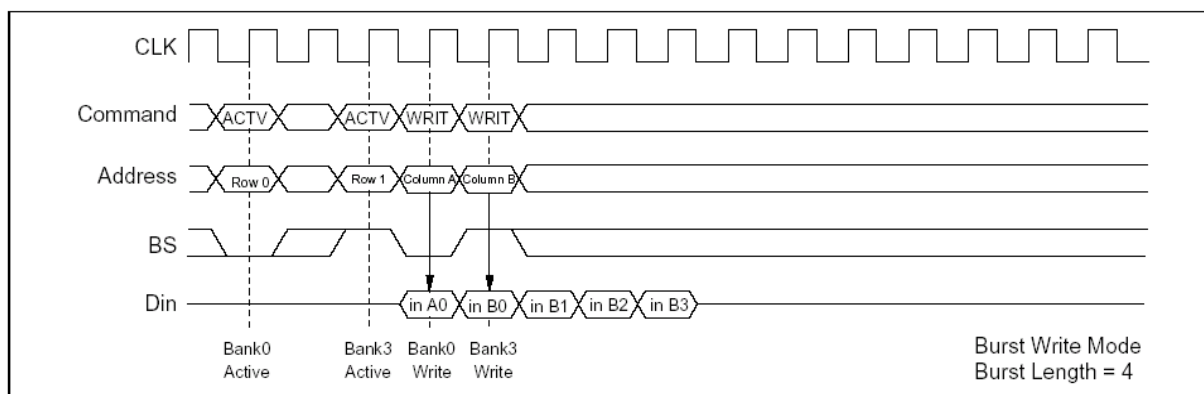 CLK
Command ACTV ACTV WRIT WRIT
Address Row 0 Row 1 Column A Column B
BS
Din in A0 in B0 in B1 in B2 in B3
Bank0 Bank3 Bank0 Bank3
Active Active Write Write
Burst Write Mode
Burst Length = 4